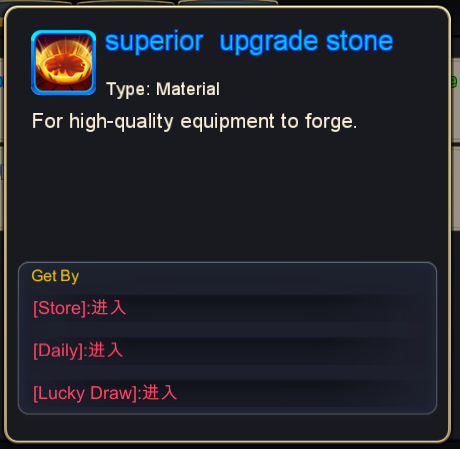 superior upgrade stone
Type: Material
For high-quality equipment to forge.
Get By
[Store]:进入
[Daily]:进入
[Lucky Draw]:进入